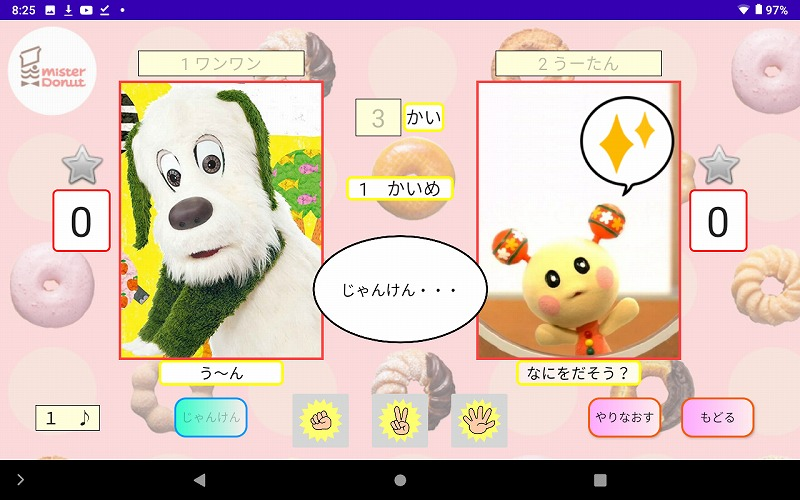 8:25
97%
mister Donut
1 ワンワン
2 うーたん
3 かい
1 かいめ
0
0
じゃんけん・・・
う～ん
なにをだそう？
1 ♪
じゃんけん
やりなおす
もどる